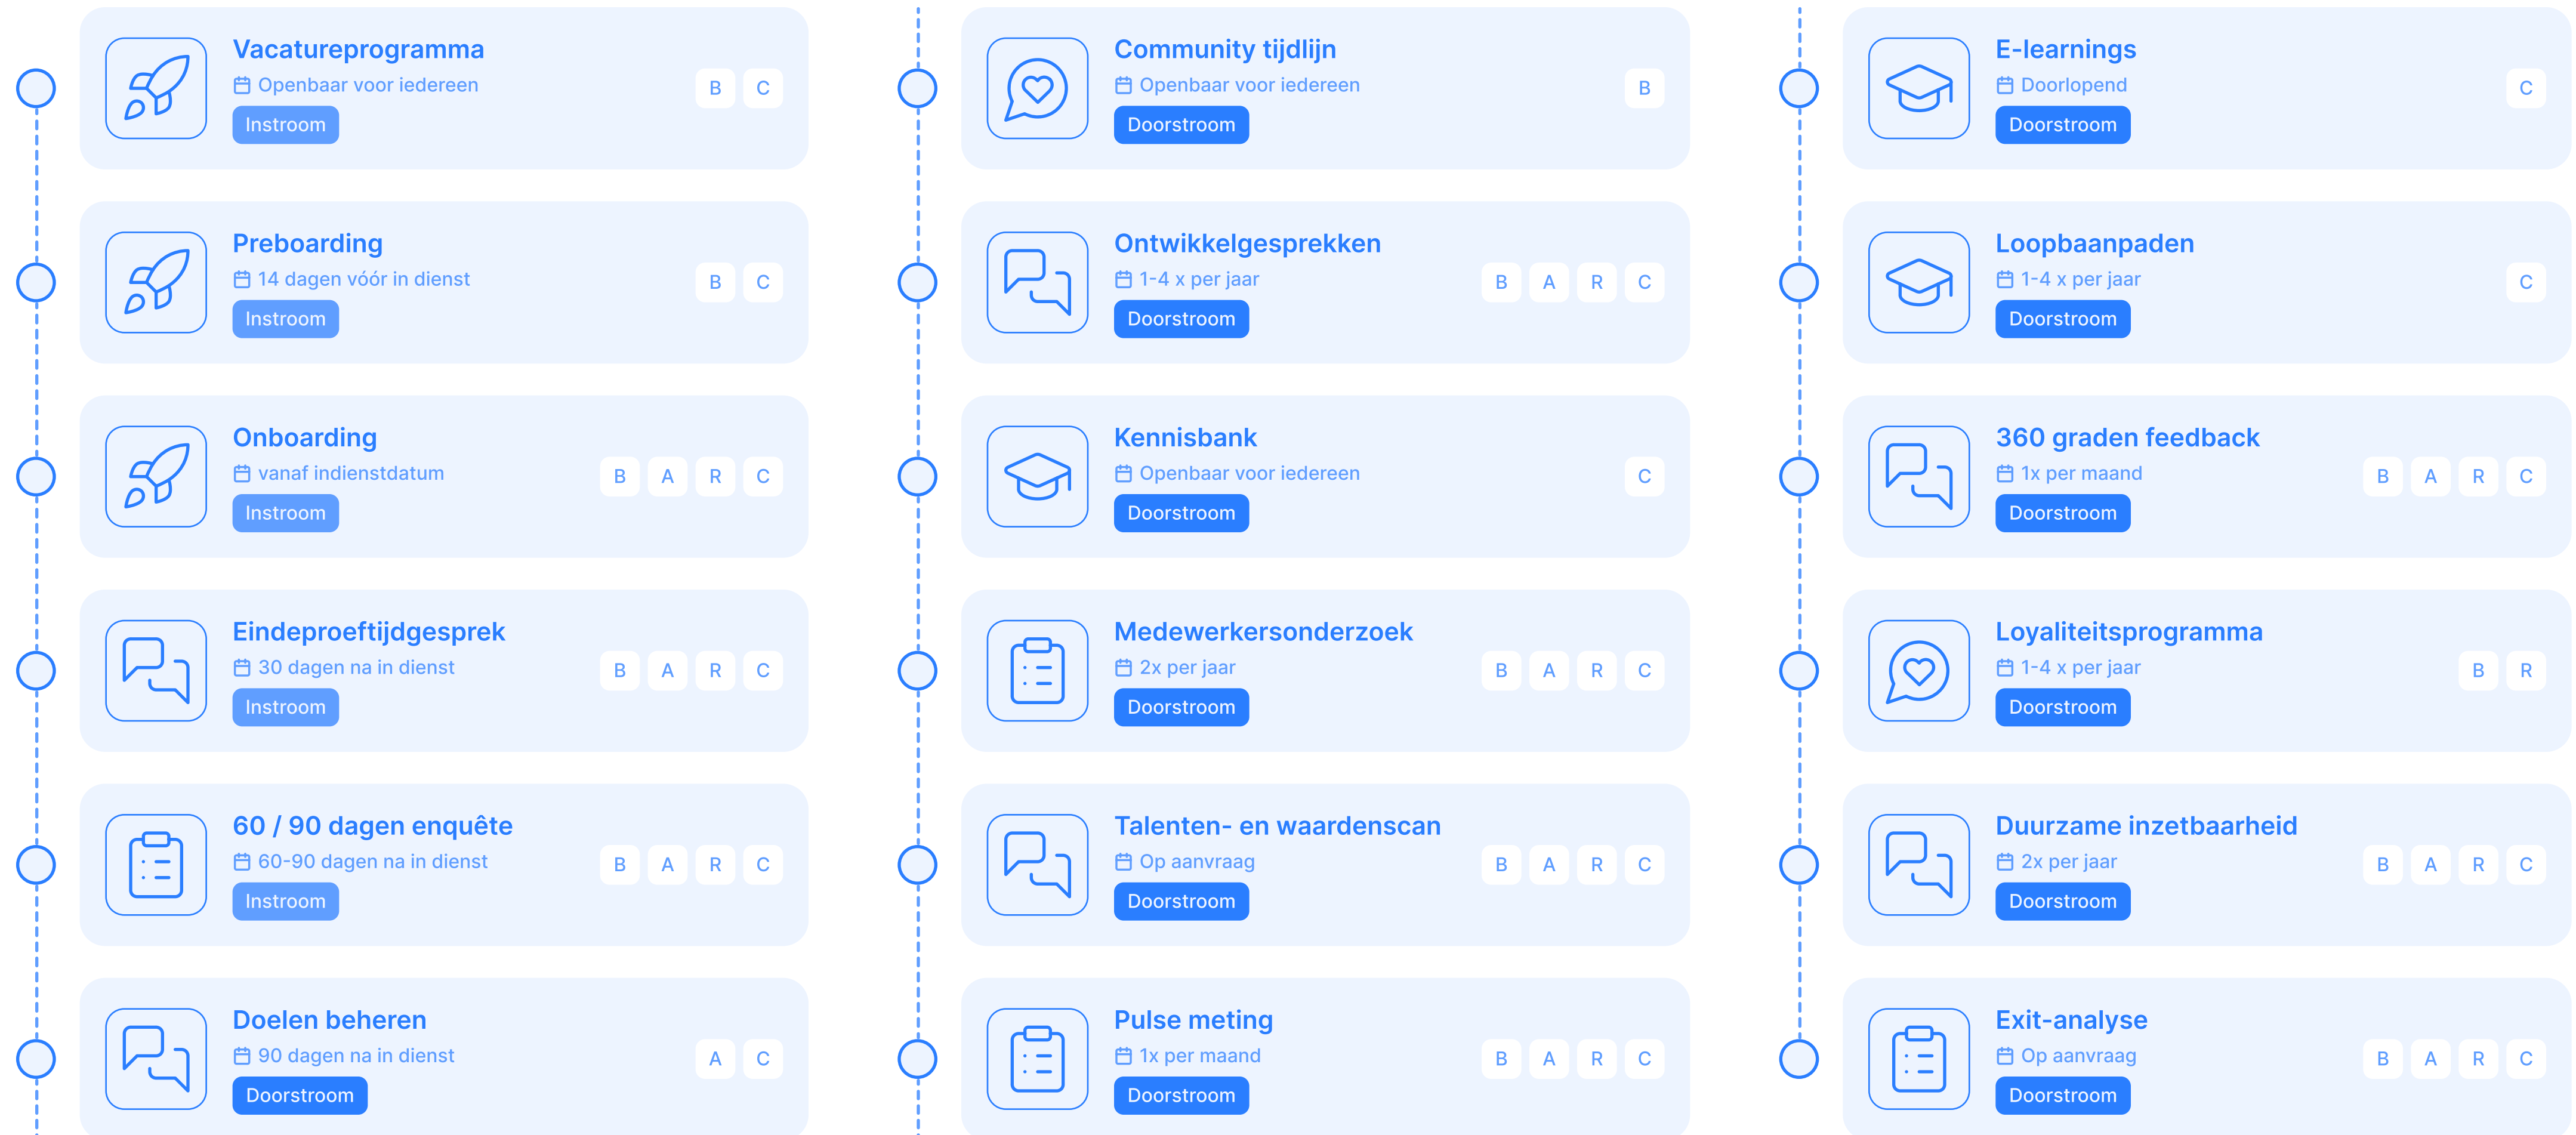 Vacatureprogramma
Openbaar voor iedereen
Instroom
B C
Preboarding
14 dagen vóór in dienst
Instroom
B C
Onboarding
vanaf indienstdatum
Instroom
B A R C
Eindeproeftijdgesprek
30 dagen na in dienst
Instroom
B A R C
60 / 90 dagen enquête
60-90 dagen na in dienst
Instroom
B A R C
Doelen beheren
90 dagen na in dienst
Doorstroom
A C
Community tijdlijn
Openbaar voor iedereen
Doorstroom
B
Ontwikkelgesprekken
1-4 x per jaar
Doorstroom
B A R C
Kennisbank
Openbaar voor iedereen
Doorstroom
C
Medewerkersonderzoek
2x per jaar
Doorstroom
B A R C
Talenten- en waardenscan
Op aanvraag
Doorstroom
B A R C
Pulse meting
1x per maand
Doorstroom
B A R C
E-learnings
Doorlopend
Doorstroom
C
Loopbaanpaden
1-4 x per jaar
Doorstroom
C
360 graden feedback
1x per maand
Doorstroom
B A R C
Loyaliteitsprogramma
1-4 x per jaar
Doorstroom
B R
Duurzame inzetbaarheid
2x per jaar
Doorstroom
B A R C
Exit-analyse
Op aanvraag
Doorstroom
B A R C